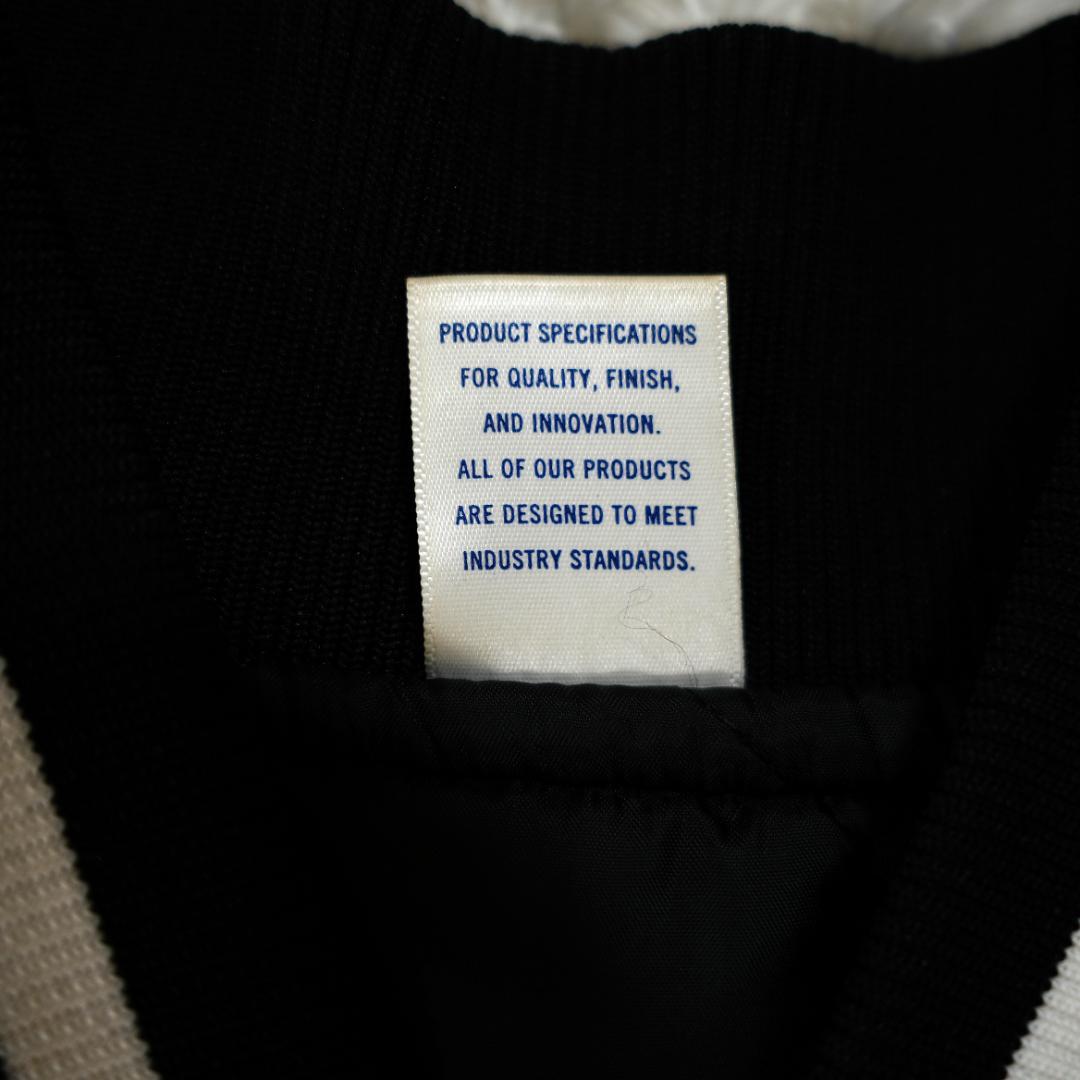 PRODUCT SPECIFICATIONS
FOR QUALITY, FINISH,
AND INNOVATION.
ALL OF OUR PRODUCTS
ARE DESIGNED TO MEET
INDUSTRY STANDARDS.